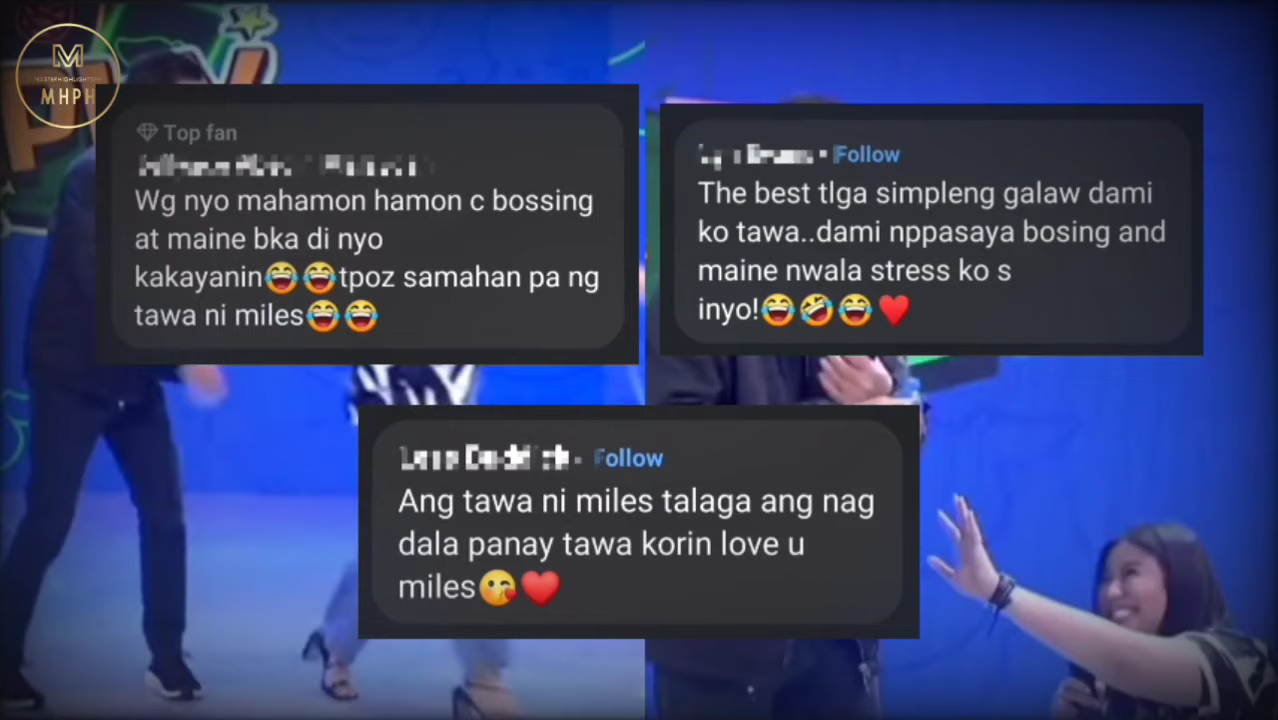 M
MHPH
Top fan
Wg nyo mahamon hamon c bossing
at maine bka di nyo
kakayanin😂😂tpoz samahan pa ng
tawa ni miles😂😂
Follow
The best tlga simpleng galaw dami
ko tawa..dami nppasaya bosing and
maine nwala stress ko s
inyo!😂🤣😂♥️
Follow
Ang tawa ni miles talaga ang nag
dala panay tawa korin love u
miles😘♥️